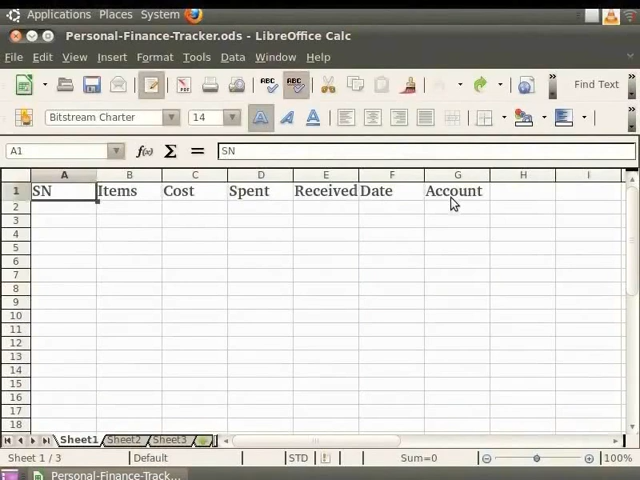 Applications Places System
Personal-Finance-Tracker.ods - LibreOffice Calc
File Edit View Insert Format Tools Data Window Help
ABC ABC Find Text
Bitstream Charter 14 A A A
A1 f(x) Σ = SN
A B C D E F G H I
1 SN Items Cost Spent Received Date Account
2
3
4
5
6
7
8
9
10
11
12
13
14
15
16
17
18
Sheet1 Sheet2 Sheet3
Sheet 1 / 3 Default STD Sum=0 100%
Personal-Finance-Track...